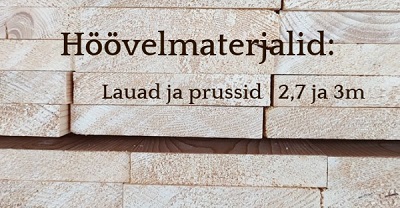 Höövelmaterjalid:
Lauad ja prussid 2,7 ja 3m